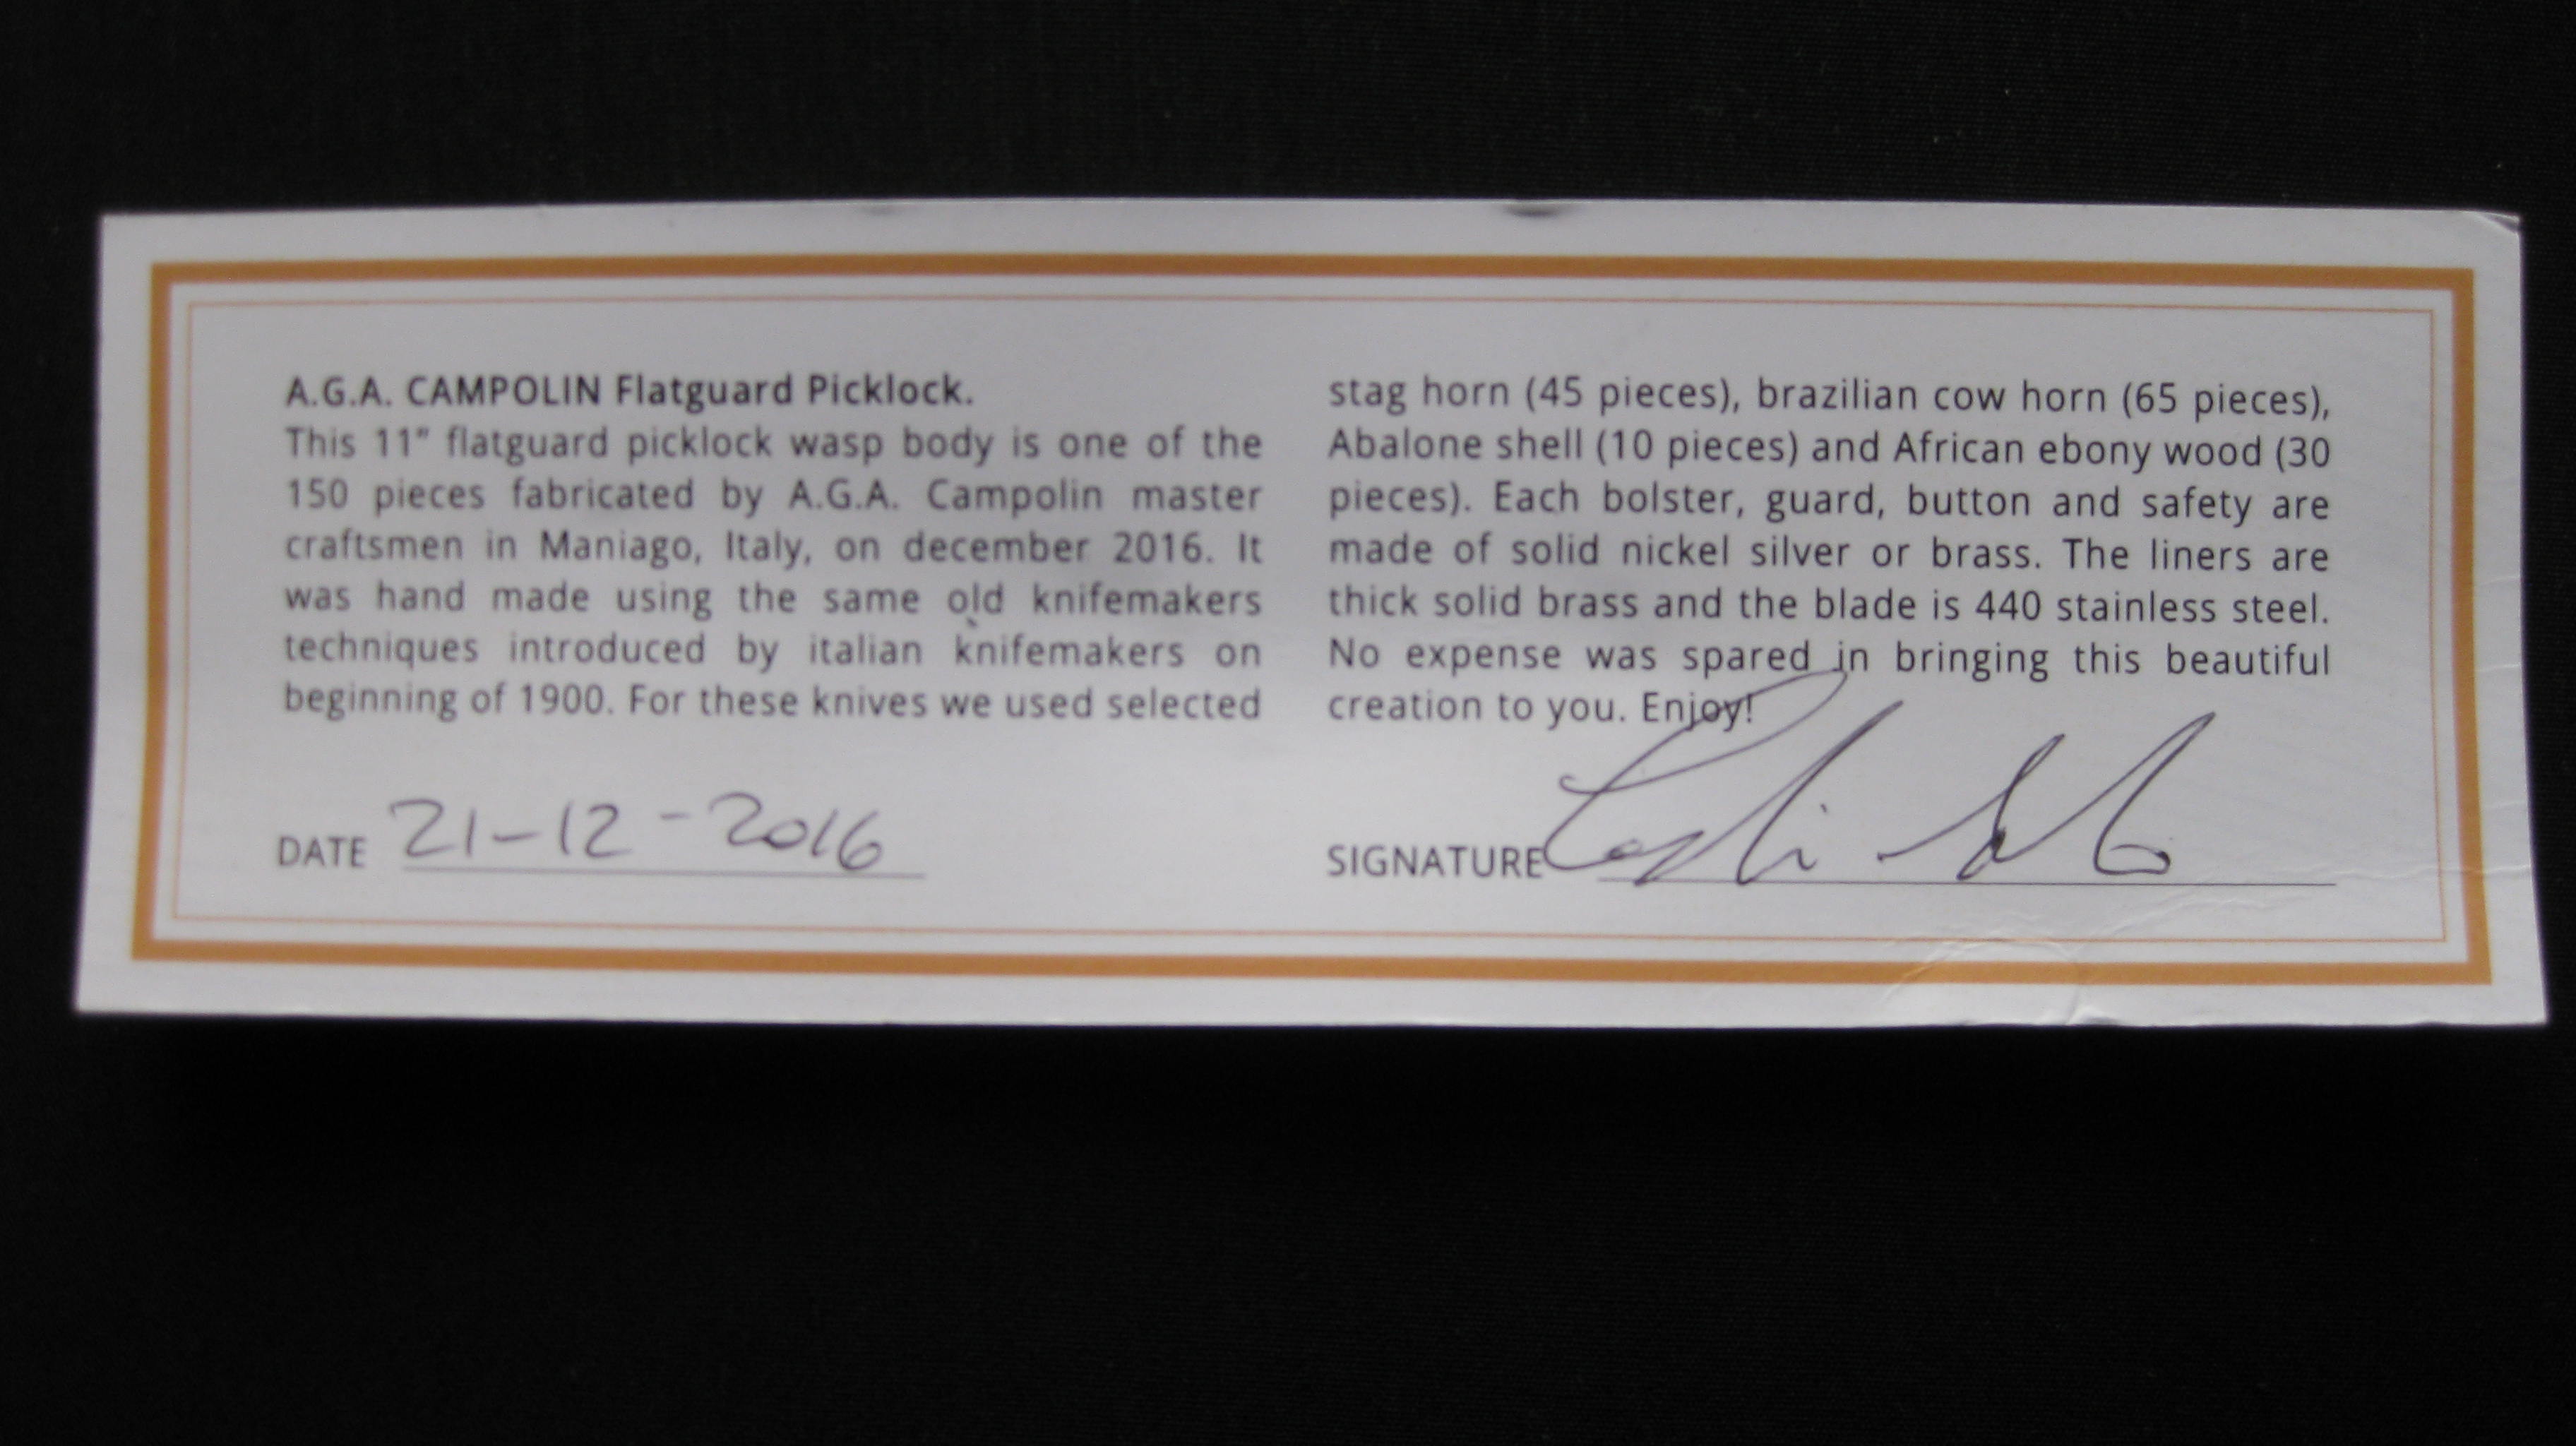 A.G.A. CAMPOLIN Flatguard Picklock.
This 11" flatguard picklock wasp body is one of the
150 pieces fabricated by A.G.A. Campolin master
craftsmen in Maniago, Italy, on december 2016. It
was hand made using the same old knifemakers
techniques introduced by italian knifemakers on
beginning of 1900. For these knives we used selected
stag horn (45 pieces), brazilian cow horn (65 pieces),
Abalone shell (10 pieces) and African ebony wood (30
pieces). Each bolster, guard, button and safety are
made of solid nickel silver or brass. The liners are
thick solid brass and the blade is 440 stainless steel.
No expense was spared in bringing this beautiful
creation to you. Enjoy!
DATE 21-12-2016
SIGNATURE